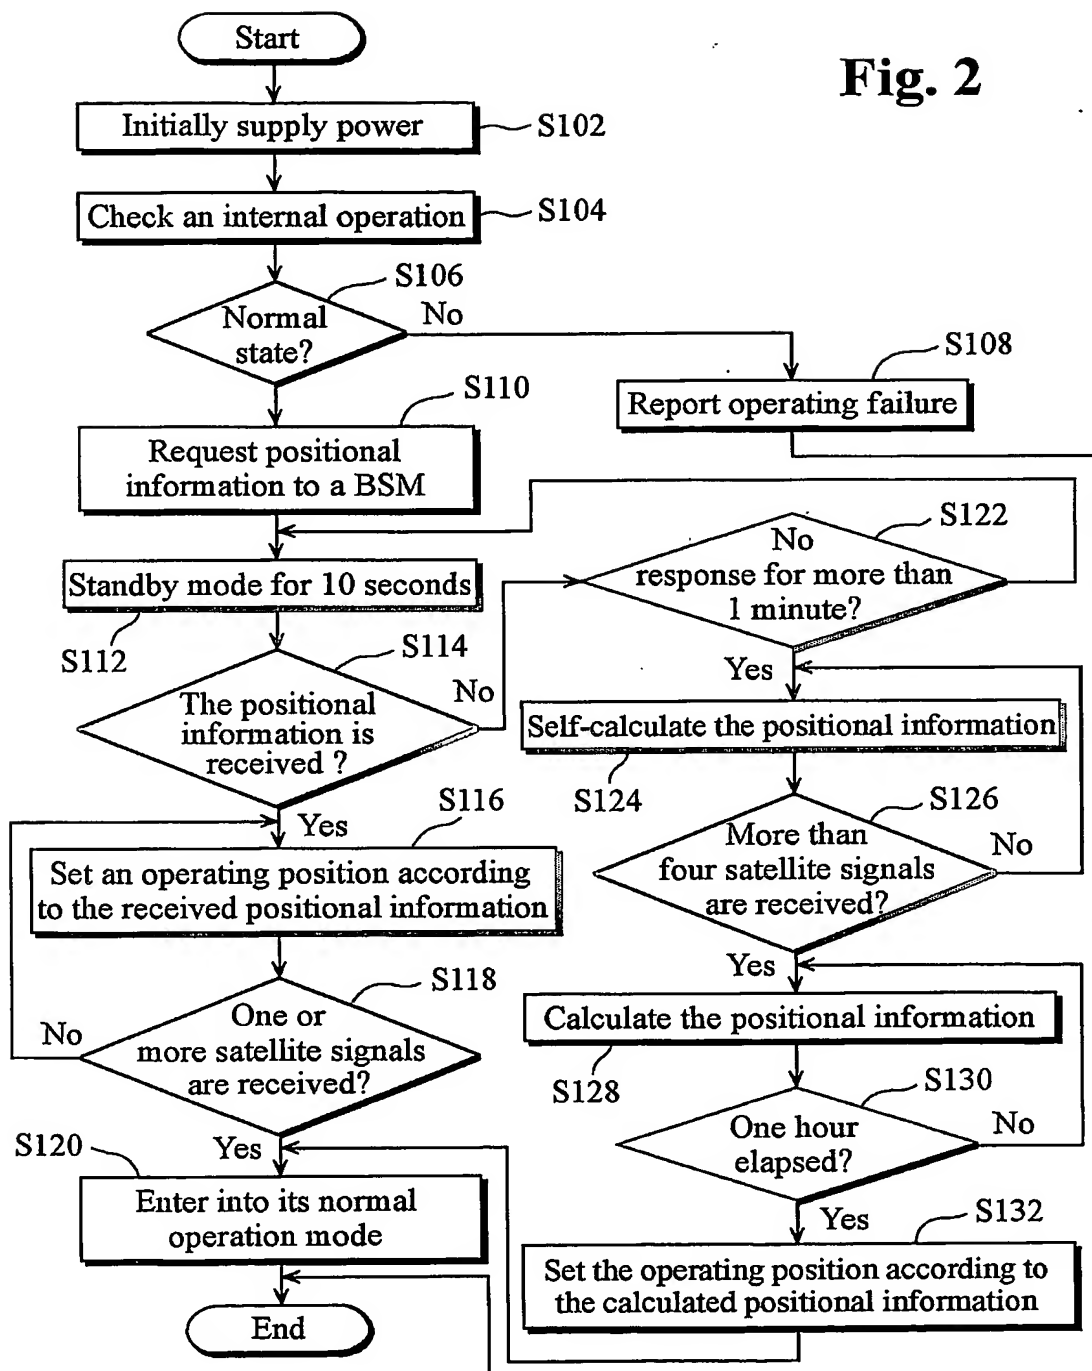 Start
Fig. 2
Initially supply power
S102
Check an internal operation
S104
S106
Normal
state?
No
S108
Report operating failure
S110
Request positional
information to a BSM
S122
No
response for more than
1 minute?
Standby mode for 10 seconds
S112
S114
The positional
information is
received ?
No
Yes
Self-calculate the positional information
S124
S126
More than
four satellite signals
are received?
No
Yes
S116
Set an operating position according
to the received positional information
Yes
Calculate the positional information
S128
S118
One or
more satellite signals
are received?
No
S130
One hour
elapsed?
No
S120
Yes
Enter into its normal
operation mode
Yes
S132
Set the operating position according to
the calculated positional information
End